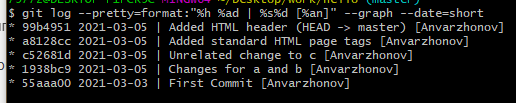 $ git log --pretty=format:"%h %ad | %s%d [%an]" --graph --date=short
* 99b4951 2021-03-05 | Added HTML header (HEAD -> master) [Anvarzhonov]
* a8128cc 2021-03-05 | Added standard HTML page tags [Anvarzhonov]
* c52681d 2021-03-05 | Unrelated change to c [Anvarzhonov]
* 1938bc9 2021-03-05 | Changes for a and b [Anvarzhonov]
* 55aaa00 2021-03-03 | First Commit [Anvarzhonov]